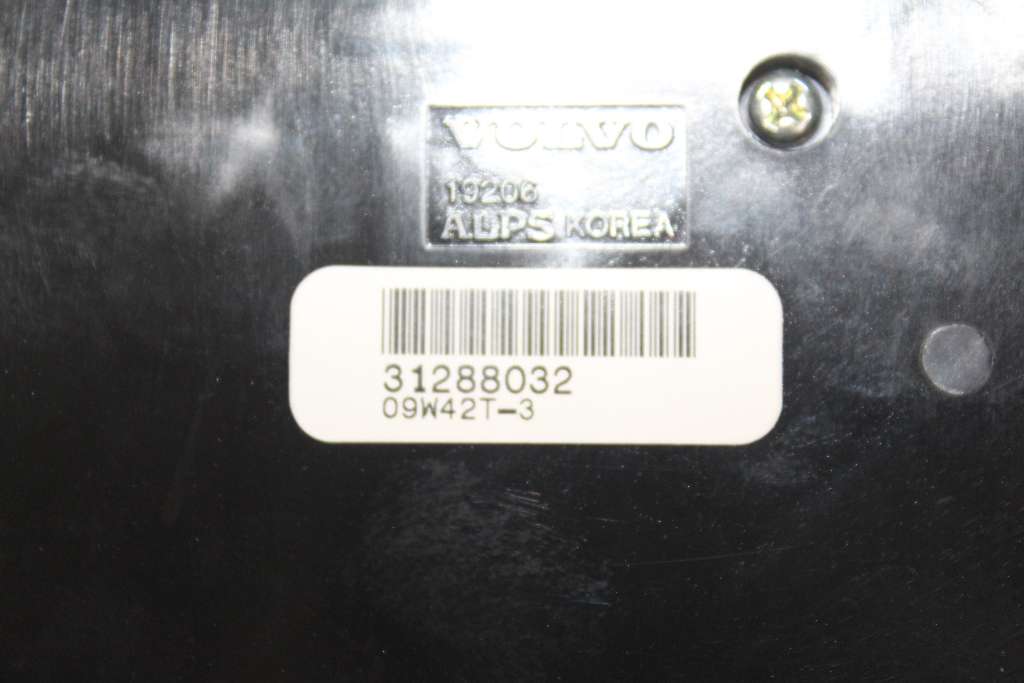 VOLVO
19206
ALPS KOREA
31288032
09W42T-3